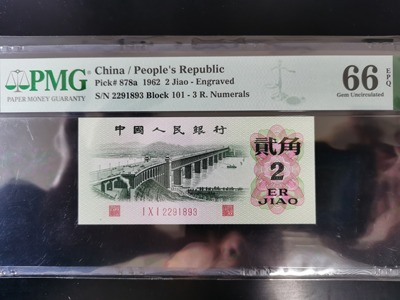 PMG
PAPER MONEY GUARANTY
China / People's Republic
Pick# 878a 1962 2 Jiao - Engraved
S/N 2291893 Block 101 - 3 R. Numerals
66 EPQ
Gem Uncirculated
中國人民銀行
貳角
2
ER
JIAO
I X I 2291893